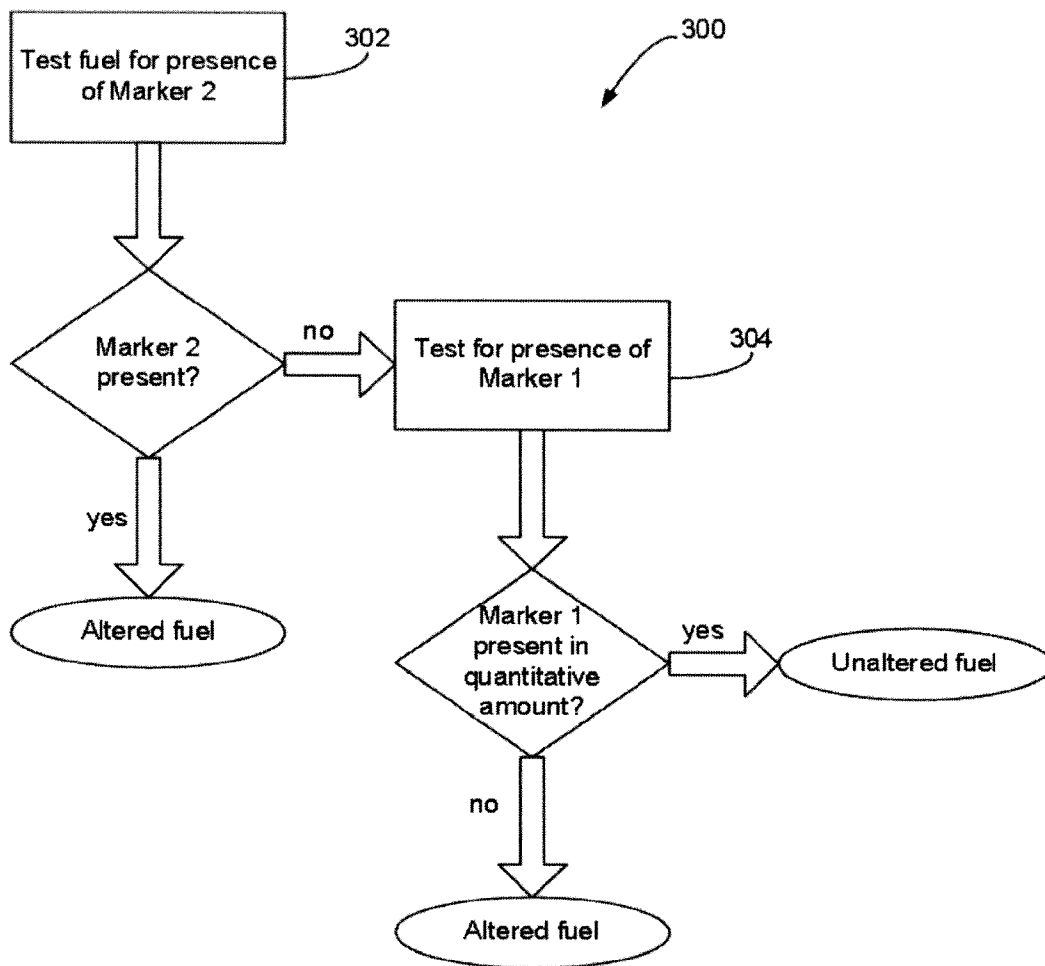 302
300
Test fuel for presence
of Marker 2
no
304
Marker 2
present?
Test for presence of
Marker 1
yes
Altered fuel
Marker 1
present in
quantitative
amount?
yes
Unaltered fuel
no
Altered fuel